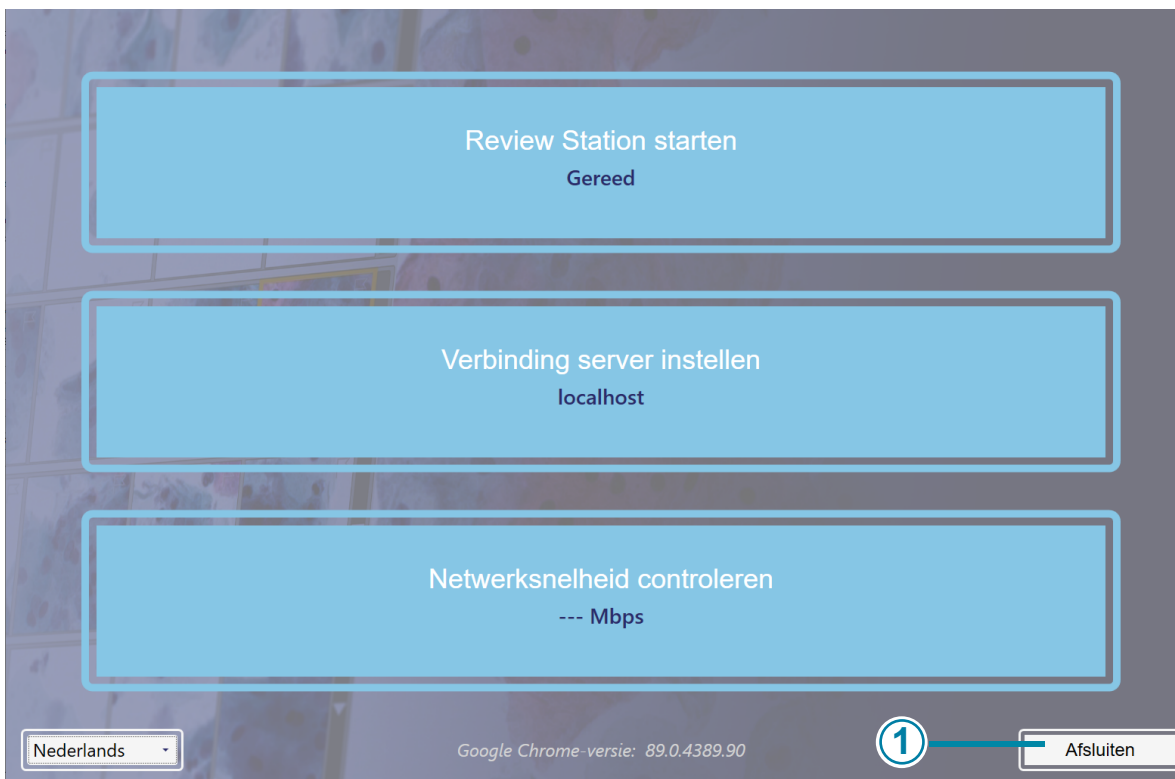 Review Station starten
Gereed
Verbinding server instellen
localhost
Netwerksnelheid controleren
--- Mbps
Nederlands
Google Chrome-versie: 89.0.4389.90
1
Afsluiten